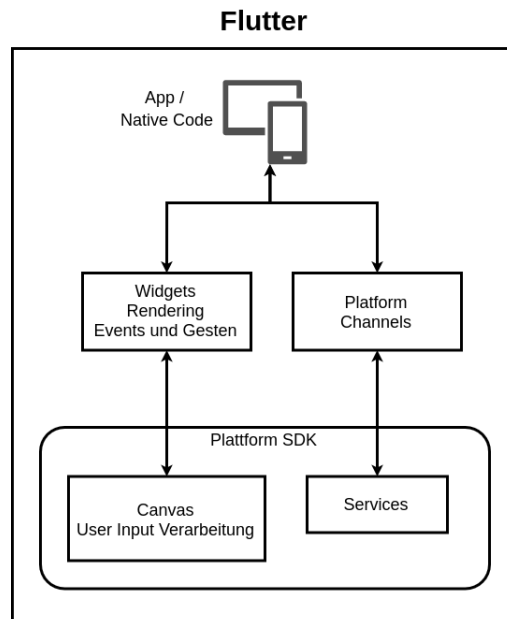 Flutter
App /
Native Code
Widgets
Rendering
Events und Gesten
Platform
Channels
Plattform SDK
Canvas
User Input Verarbeitung
Services